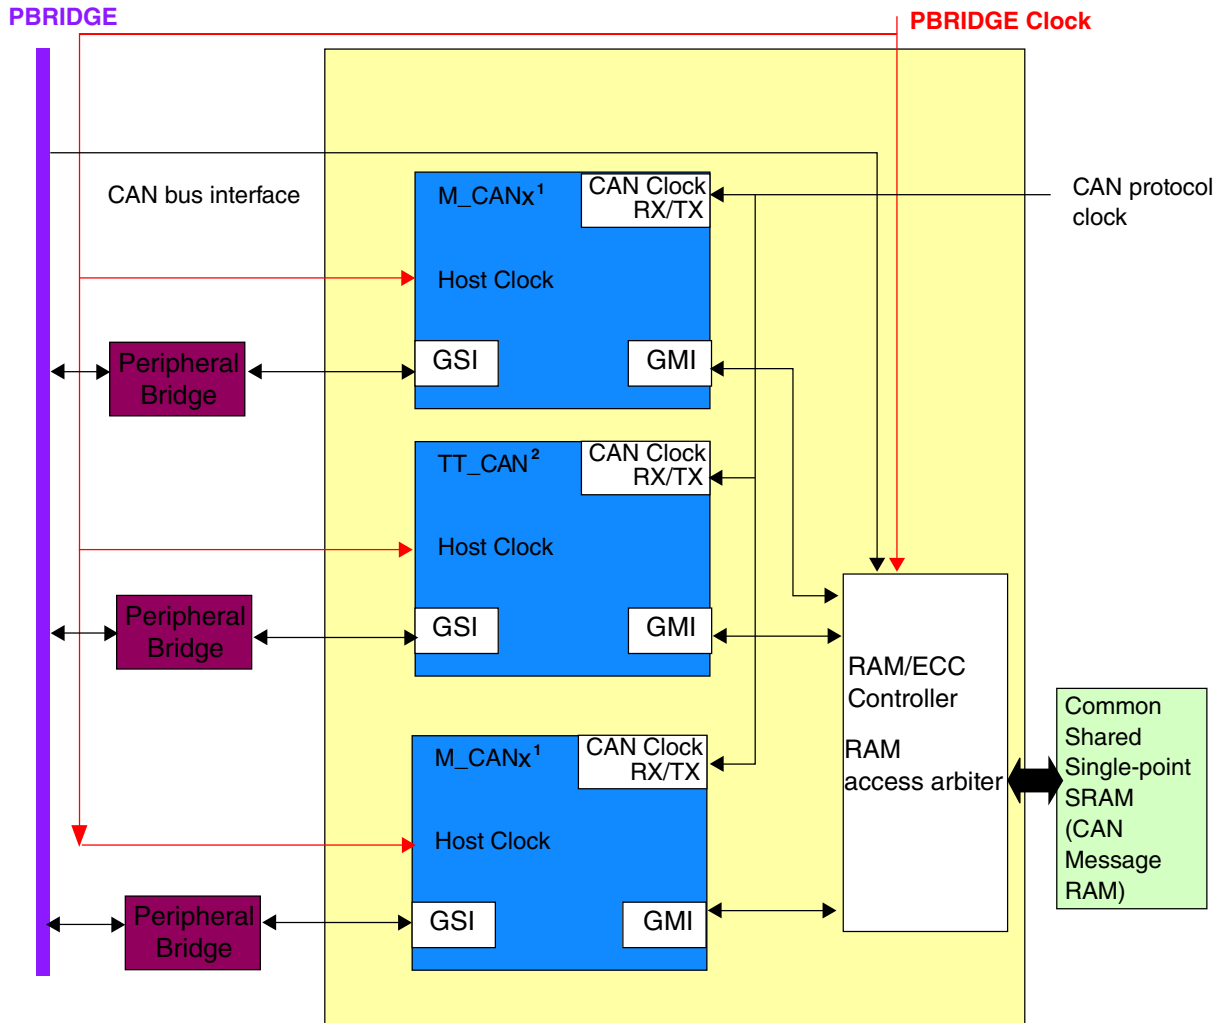 PBRIDGE
PBRIDGE Clock
CAN bus interface
M_CANx¹
CAN Clock
RX/TX
CAN protocol
clock
Host Clock
Peripheral
Bridge
GSI
GMI
TT_CAN²
CAN Clock
RX/TX
Host Clock
Peripheral
Bridge
GSI
GMI
RAM/ECC
Controller
RAM
access arbiter
Common
Shared
Single-point
SRAM
(CAN
Message
RAM)
M_CANx¹
CAN Clock
RX/TX
Host Clock
Peripheral
Bridge
GSI
GMI